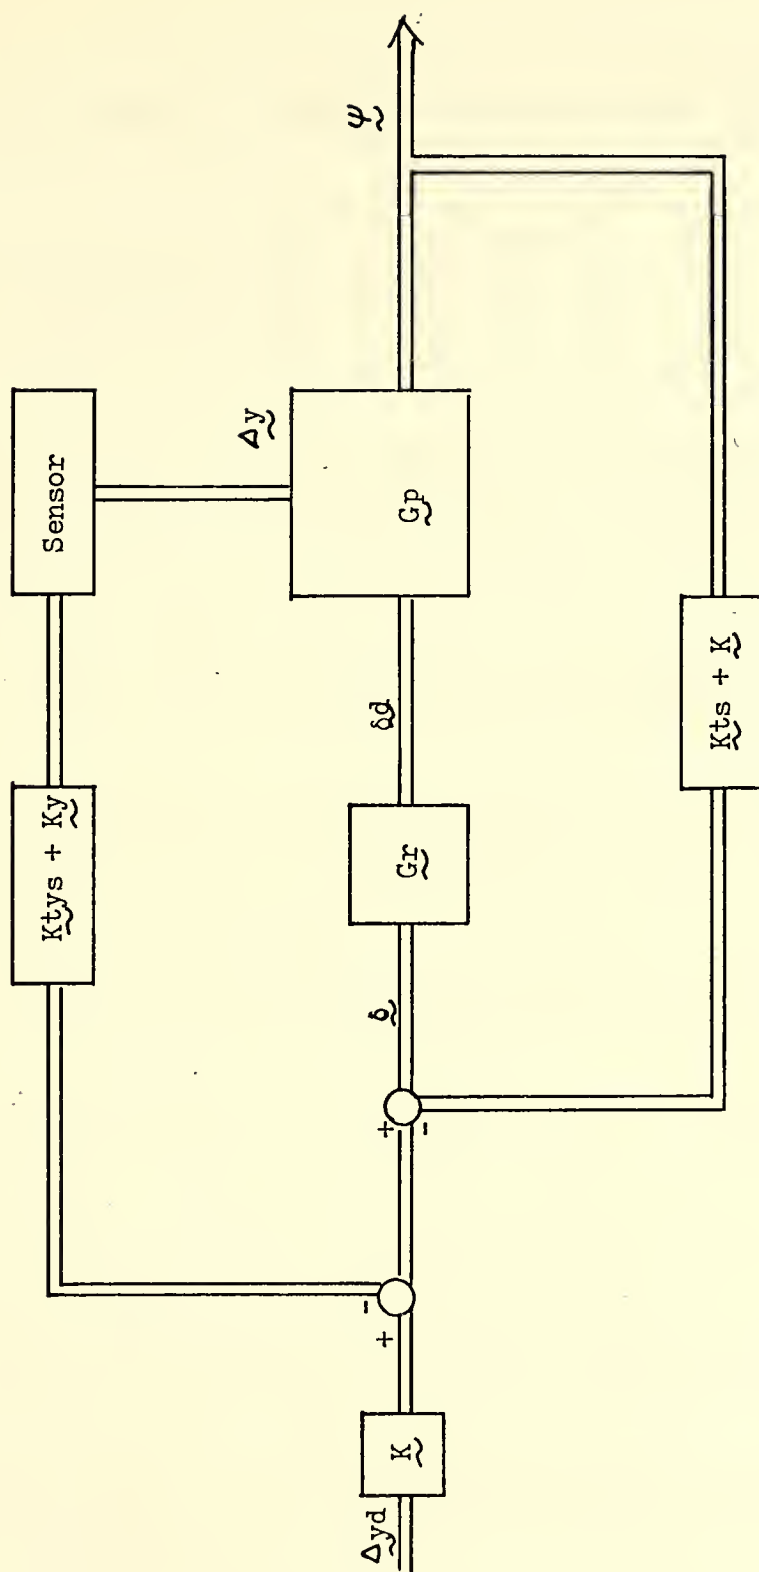 Sensor
Ktys + Ky
Δy
ψ
Gp
δd
Gr
δ
+
-
-
+
K
Δyd
Kts + K